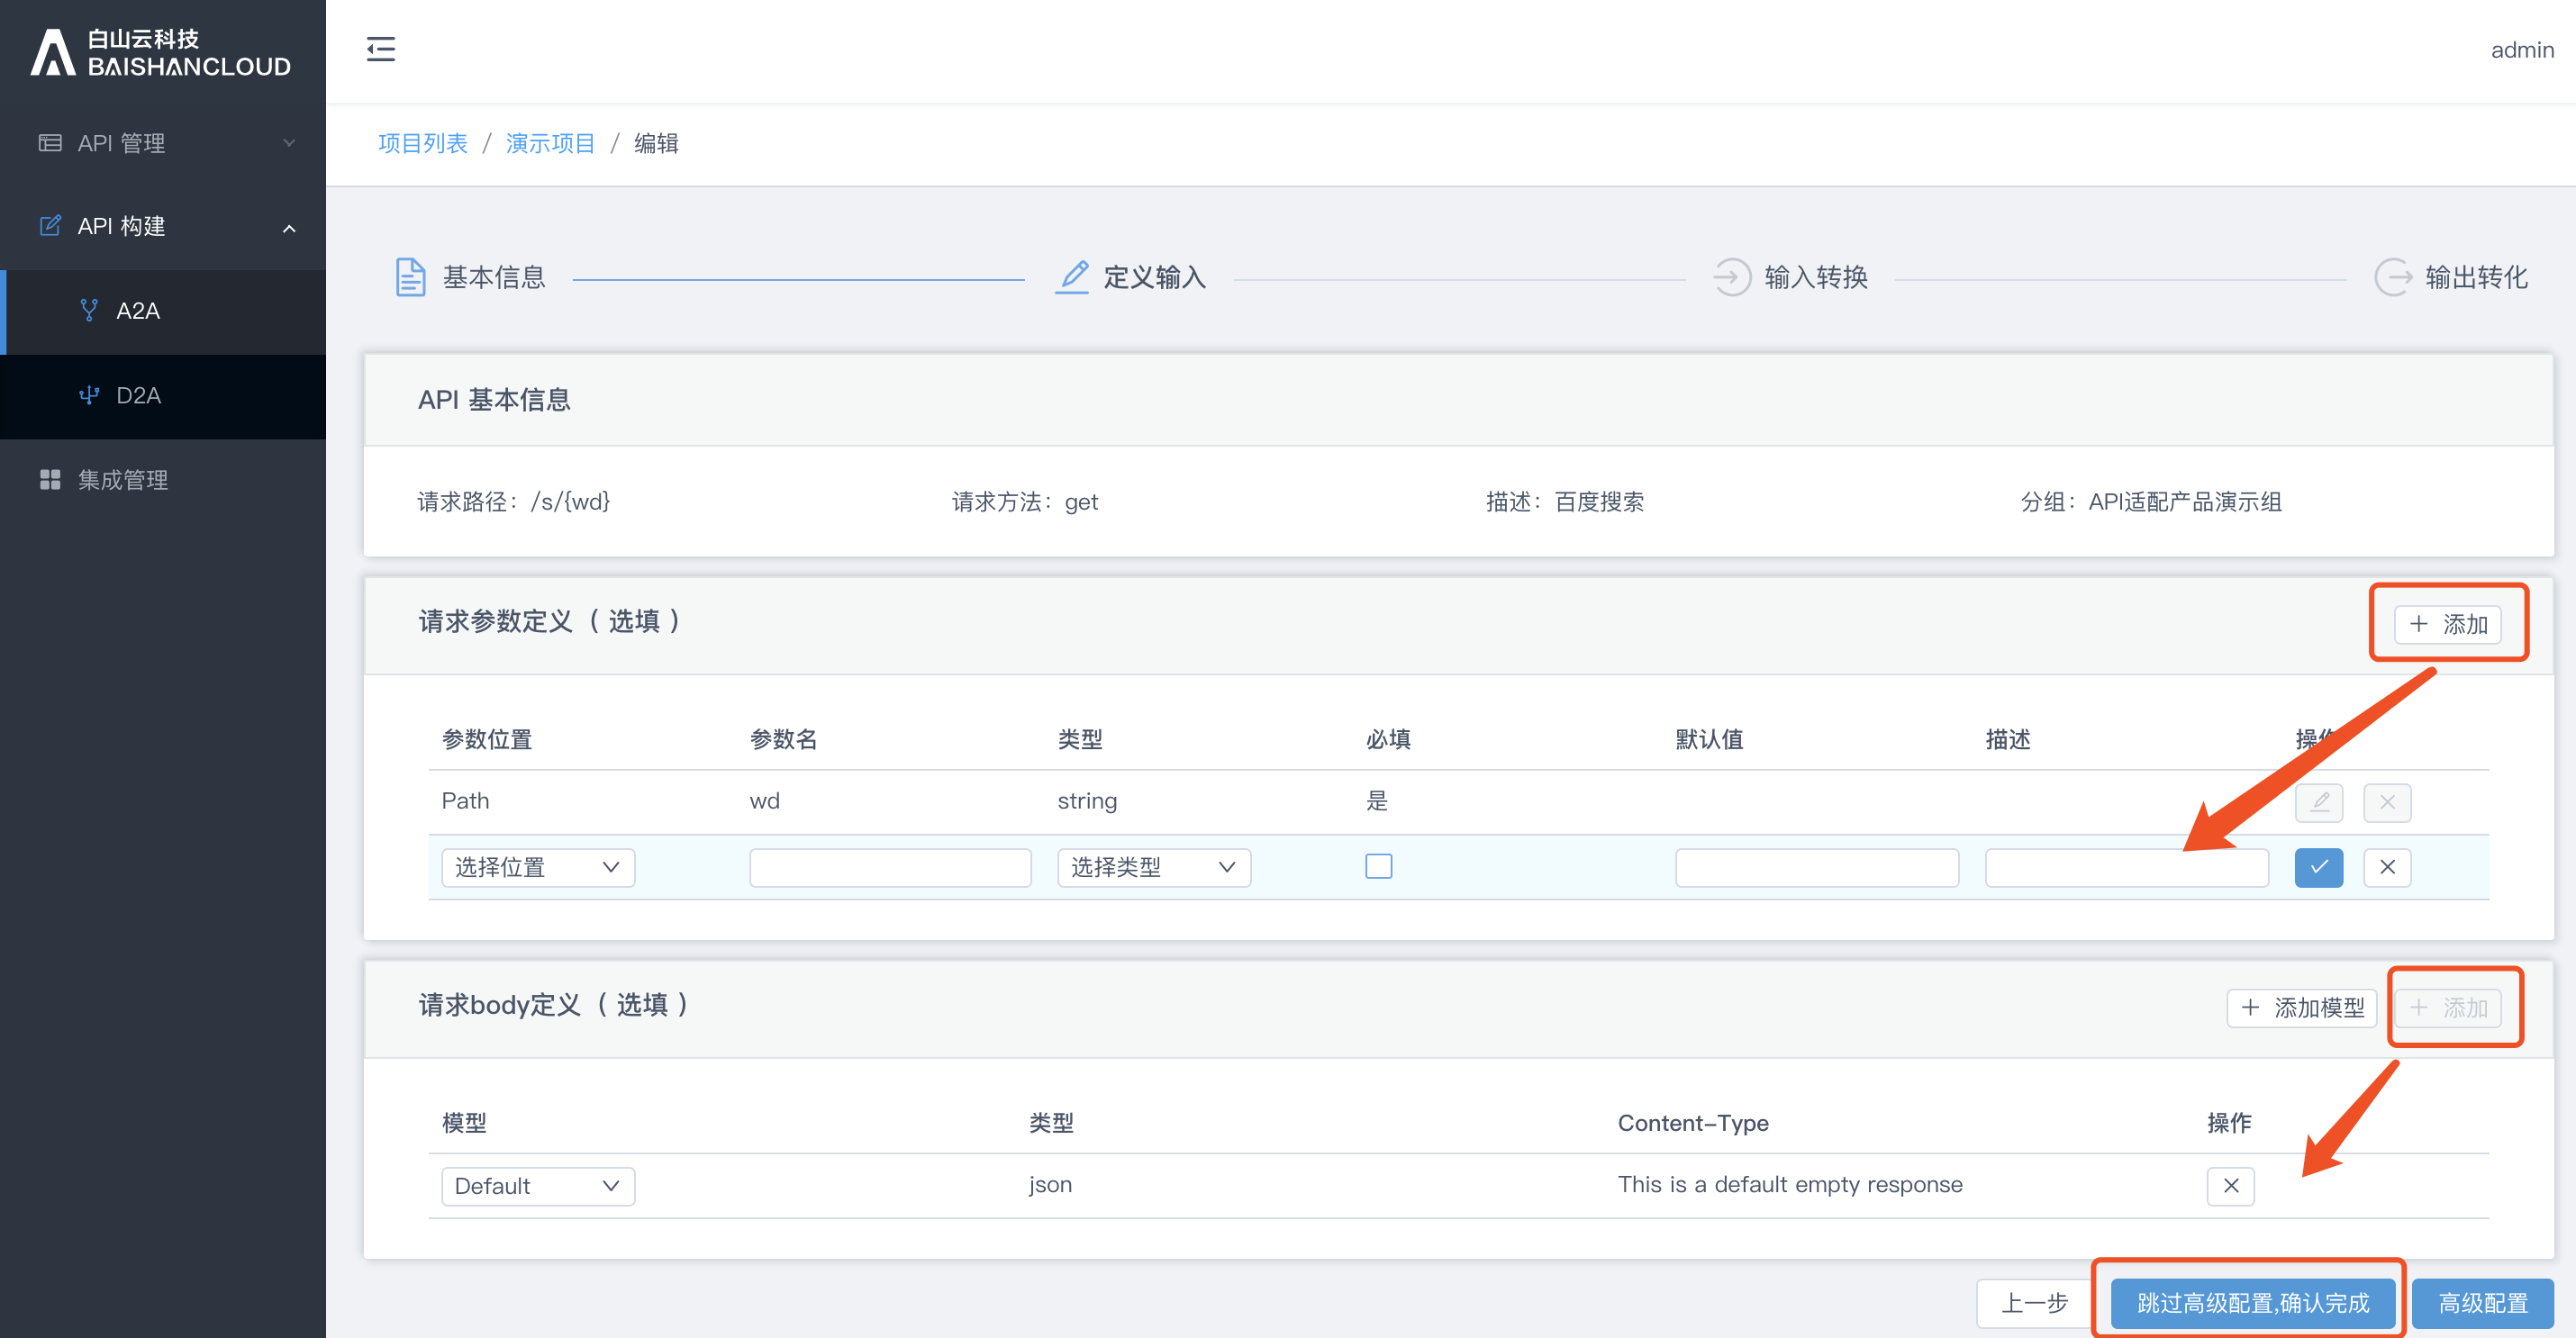 白山云科技
BAISHANCLOUD
admin
API 管理
API 构建
A2A
D2A
集成管理
项目列表 / 演示项目 / 编辑
基本信息 定义输入 输入转换 输出转化
API 基本信息
请求路径：/s/{wd} 请求方法：get 描述：百度搜索 分组：API适配产品演示组
请求参数定义（ 选填 ）
+ 添加
参数位置 参数名 类型 必填 默认值 描述 操作
Path wd string 是
选择位置 选择类型
请求body定义（ 选填 ）
+ 添加模型 + 添加
模型 类型 Content-Type 操作
Default json This is a default empty response
上一步 跳过高级配置,确认完成 高级配置